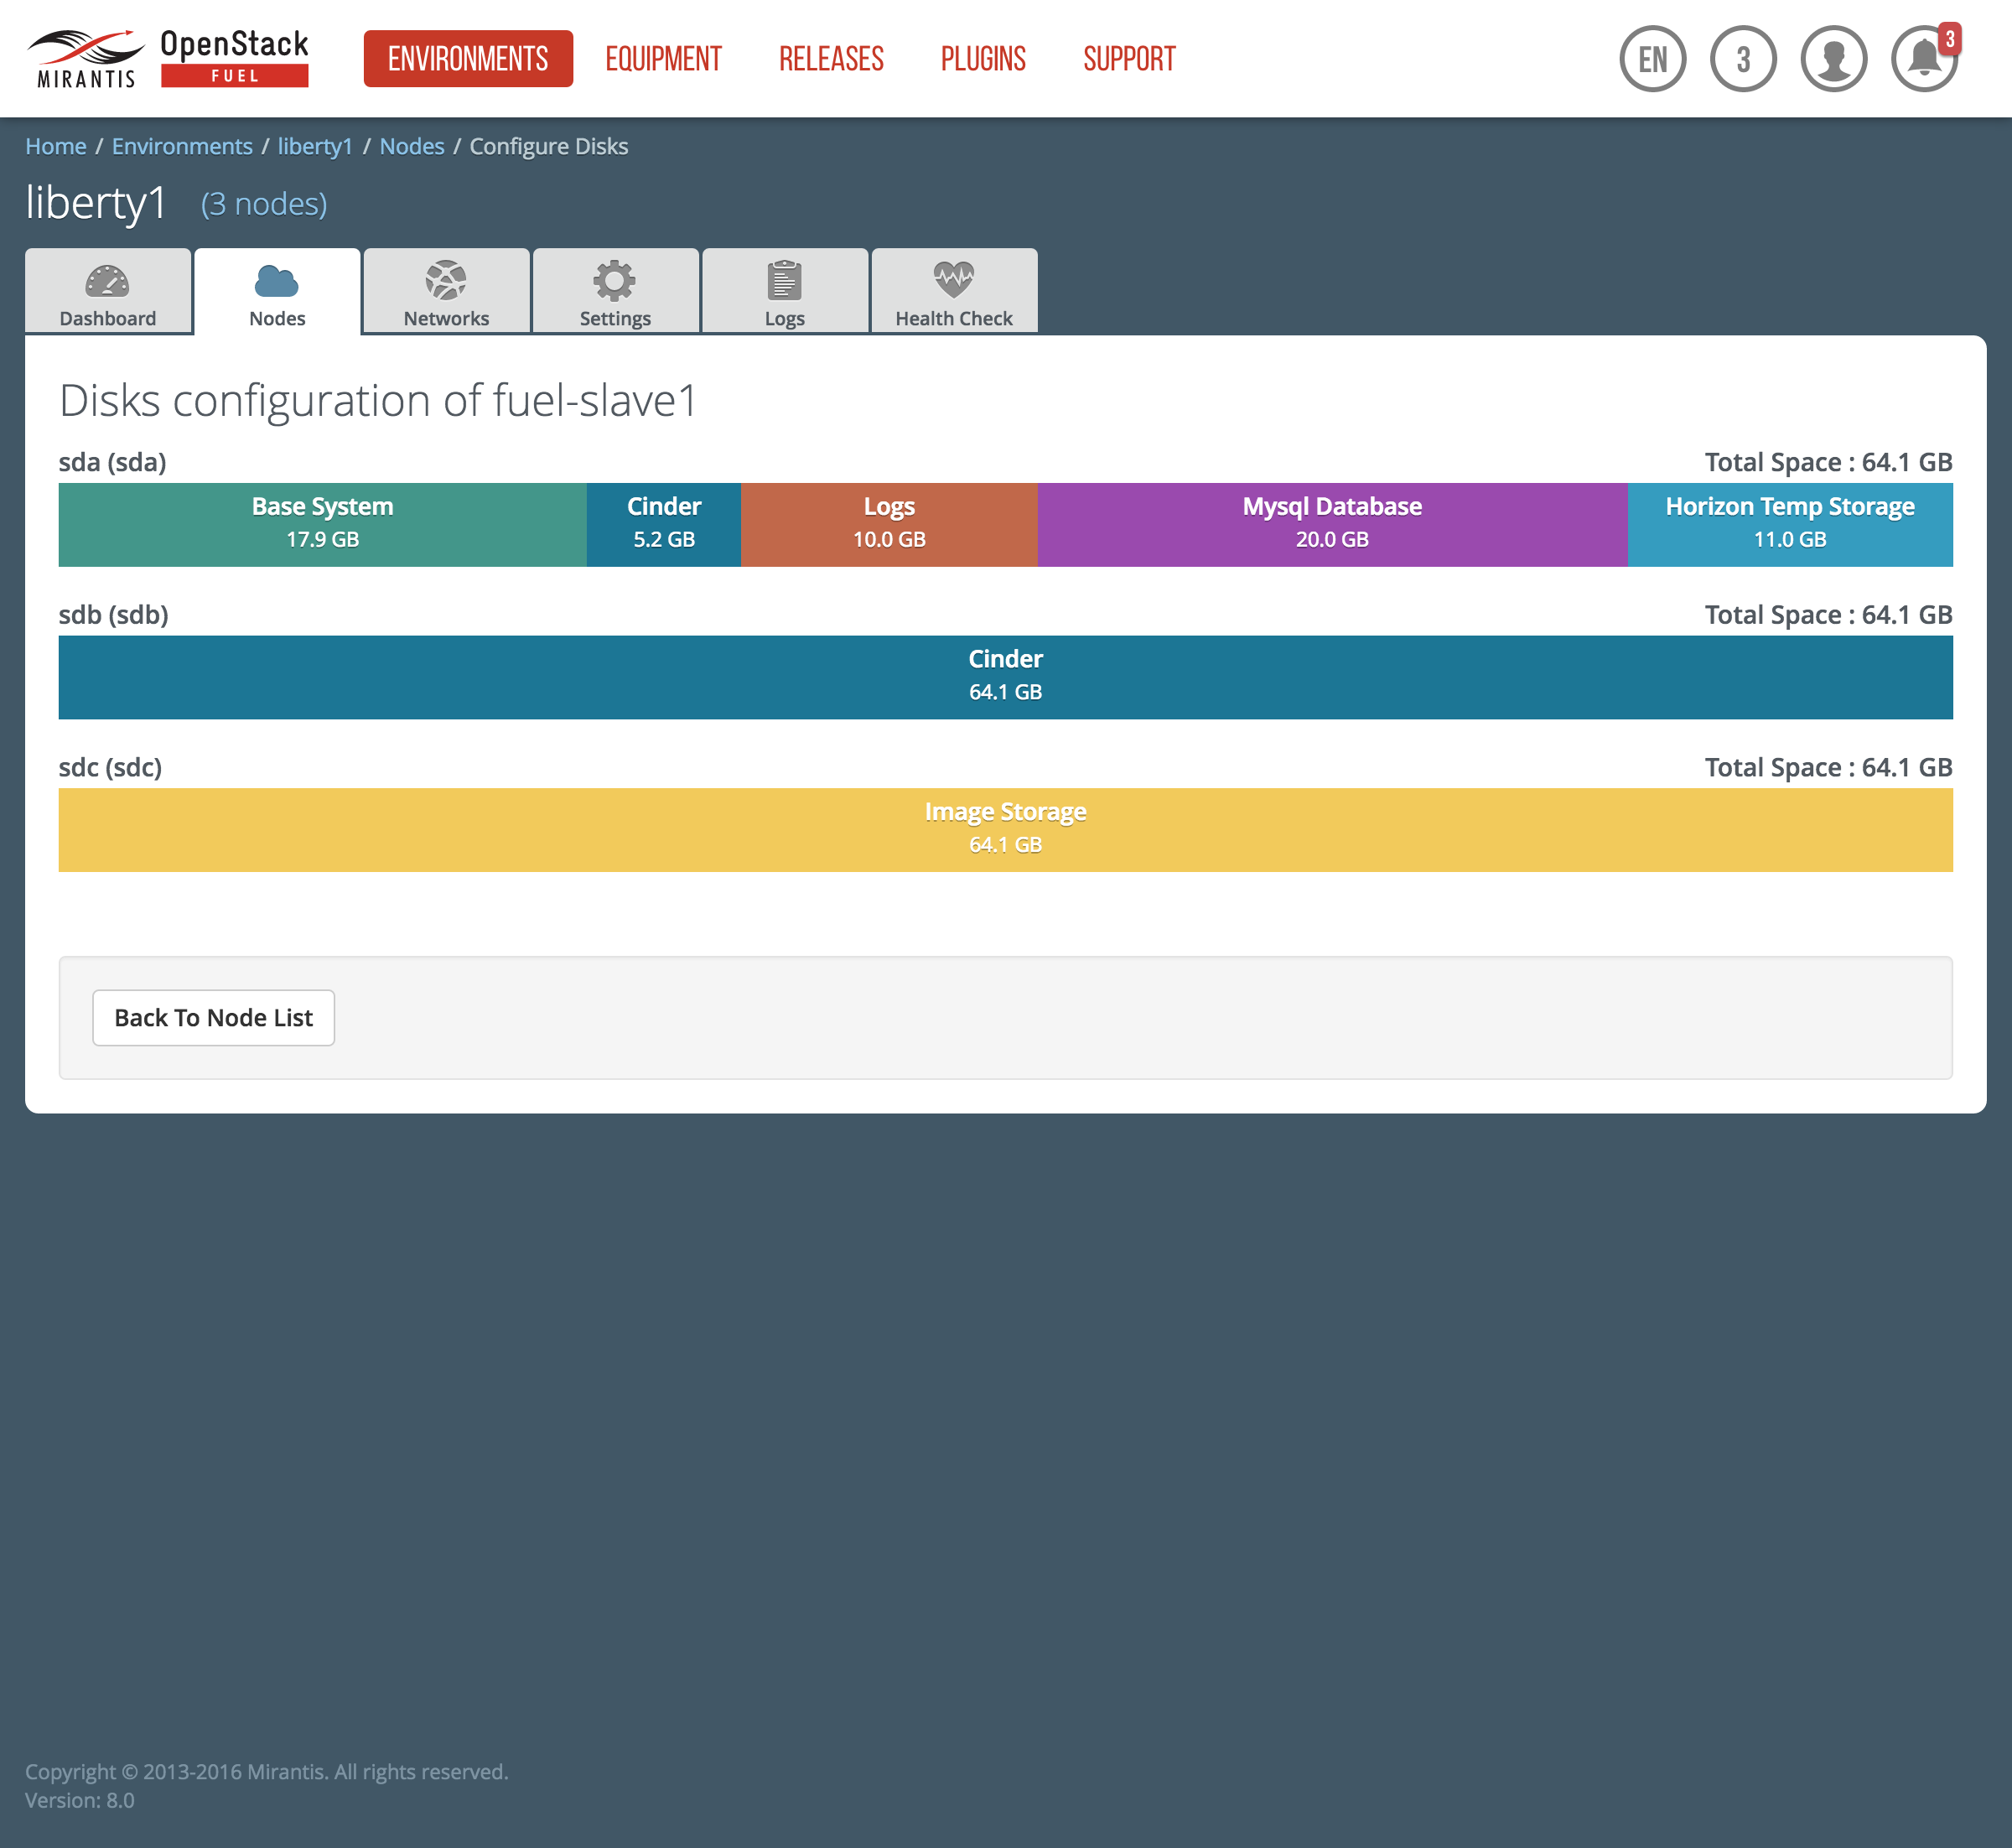 MIRANTIS
OpenStack
FUEL
ENVIRONMENTS EQUIPMENT RELEASES PLUGINS SUPPORT
EN 3 3
Home / Environments / liberty1 / Nodes / Configure Disks
liberty1 (3 nodes)
Dashboard Nodes Networks Settings Logs Health Check
Disks configuration of fuel-slave1
sda (sda) Total Space : 64.1 GB
Base System Cinder Logs Mysql Database Horizon Temp Storage
17.9 GB 5.2 GB 10.0 GB 20.0 GB 11.0 GB
sdb (sdb) Total Space : 64.1 GB
Cinder
64.1 GB
sdc (sdc) Total Space : 64.1 GB
Image Storage
64.1 GB
Back To Node List
Copyright © 2013-2016 Mirantis. All rights reserved.
Version: 8.0